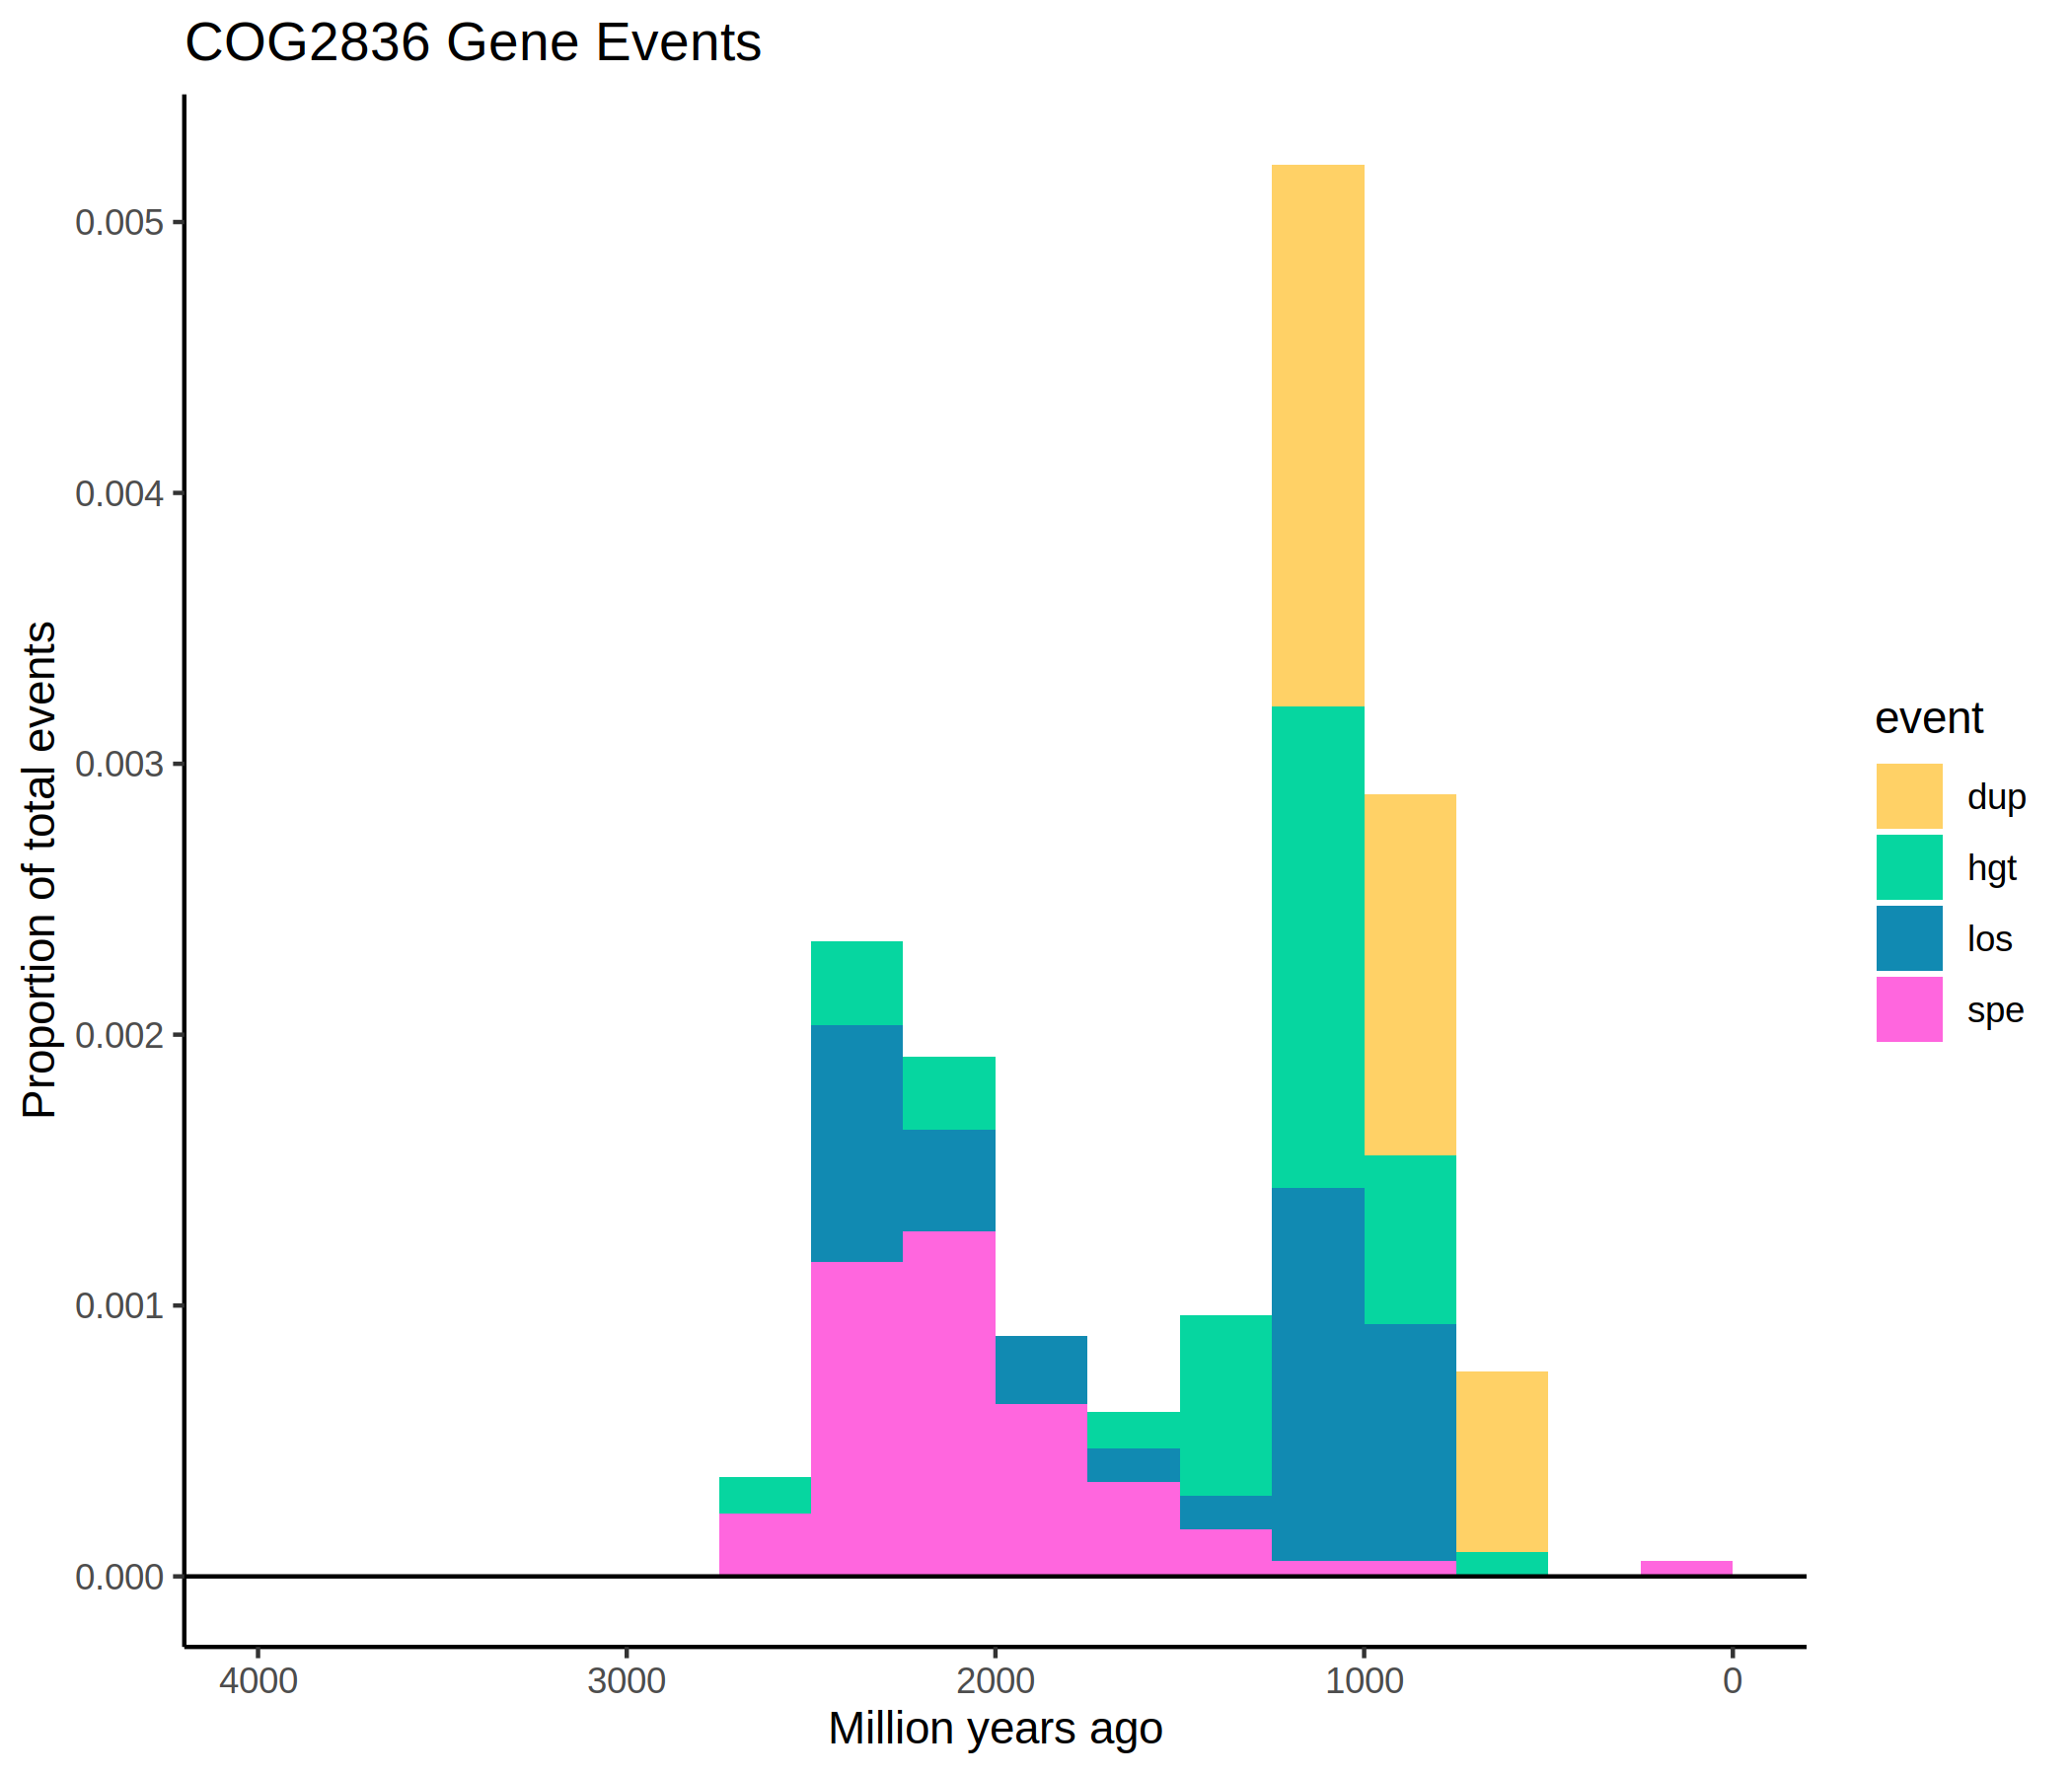 COG2836 Gene Events
Proportion of total events
0.005
0.004
0.003
0.002
0.001
0.000
4000 3000 2000 1000 0
Million years ago
event
dup
hgt
los
spe